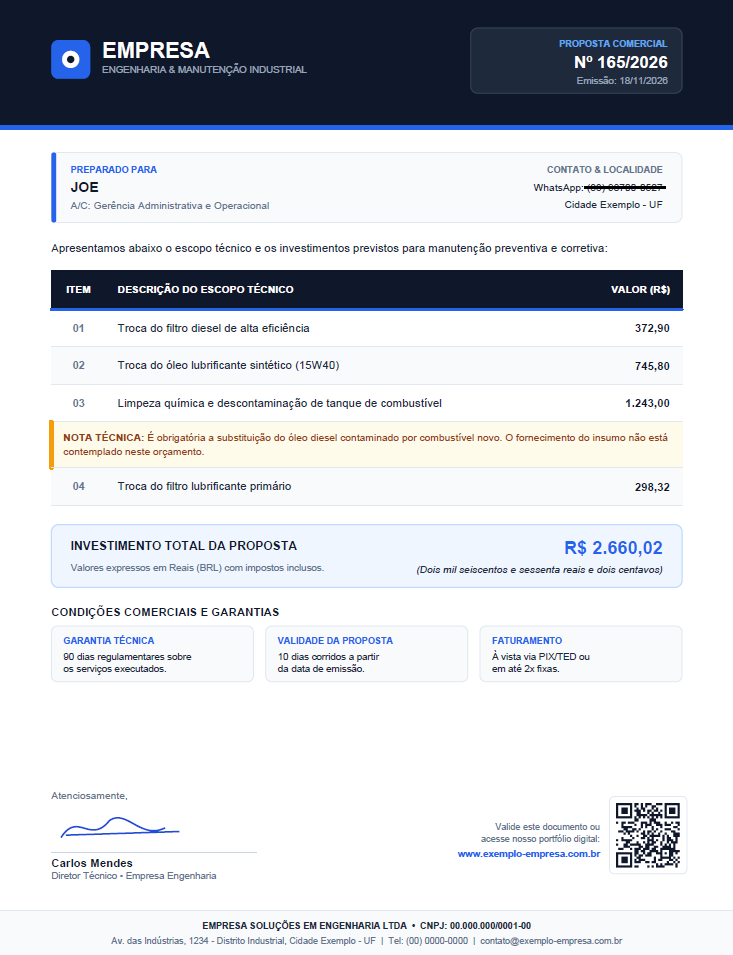 EMPRESA
ENGENHARIA & MANUTENÇÃO INDUSTRIAL
PROPOSTA COMERCIAL
Nº 165/2026
Emissão: 18/11/2026
PREPARADO PARA
JOE
A/C: Gerência Administrativa e Operacional
CONTATO & LOCALIDADE
WhatsApp:
Cidade Exemplo - UF
Apresentamos abaixo o escopo técnico e os investimentos previstos para manutenção preventiva e corretiva:
ITEM DESCRIÇÃO DO ESCOPO TÉCNICO VALOR (R$)
01 Troca do filtro diesel de alta eficiência 372,90
02 Troca do óleo lubrificante sintético (15W40) 745,80
03 Limpeza química e descontaminação de tanque de combustível 1.243,00
NOTA TÉCNICA: É obrigatória a substituição do óleo diesel contaminado por combustível novo. O fornecimento do insumo não está
contemplado neste orçamento.
04 Troca do filtro lubrificante primário 298,32
INVESTIMENTO TOTAL DA PROPOSTA
Valores expressos em Reais (BRL) com impostos inclusos.
R$ 2.660,02
(Dois mil seiscentos e sessenta reais e dois centavos)
CONDIÇÕES COMERCIAIS E GARANTIAS
GARANTIA TÉCNICA
90 dias regulamentares sobre
os serviços executados.
VALIDADE DA PROPOSTA
10 dias corridos a partir
da data de emissão.
FATURAMENTO
À vista via PIX/TED ou
em até 2x fixas.
Atenciosamente,
Carlos Mendes
Diretor Técnico • Empresa Engenharia
Valide este documento ou
acesse nosso portfólio digital:
www.exemplo-empresa.com.br
EMPRESA SOLUÇÕES EM ENGENHARIA LTDA • CNPJ: 00.000.000/0001-00
Av. das Indústrias, 1234 - Distrito Industrial, Cidade Exemplo - UF | Tel: (00) 0000-0000 | contato@exemplo-empresa.com.br